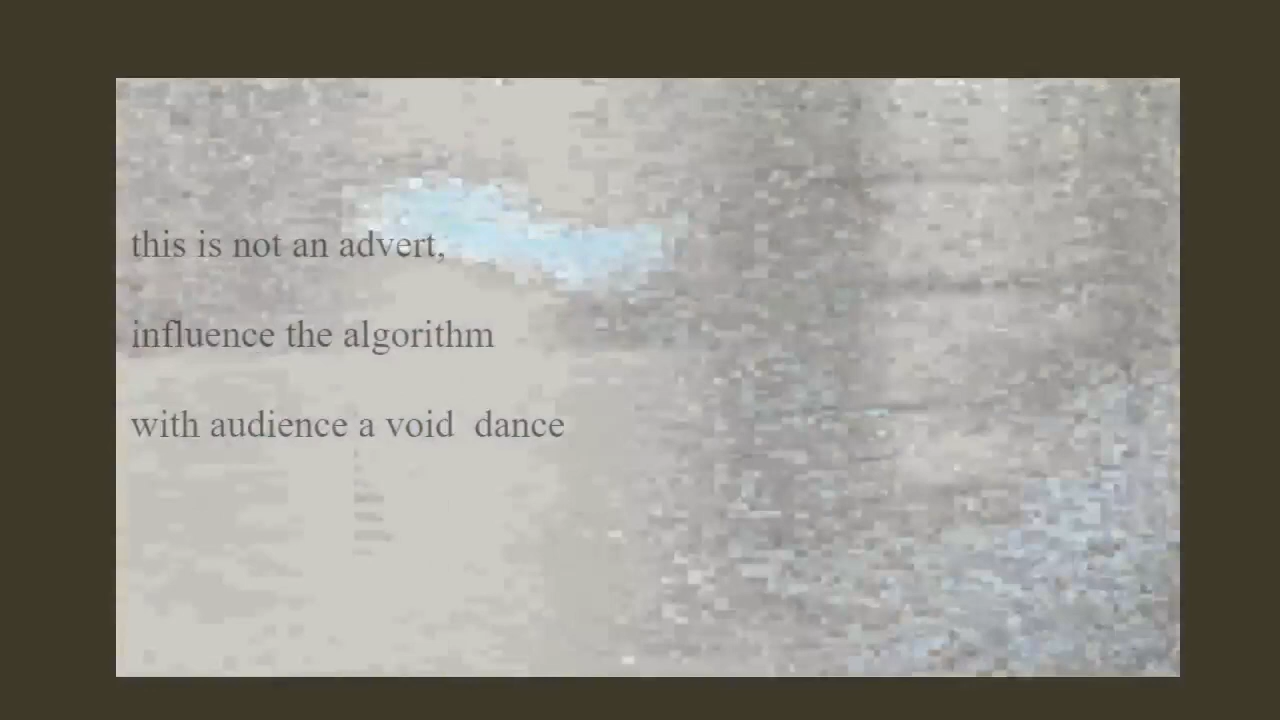 this is not an advert,
influence the algorithm
with audience a void  dance